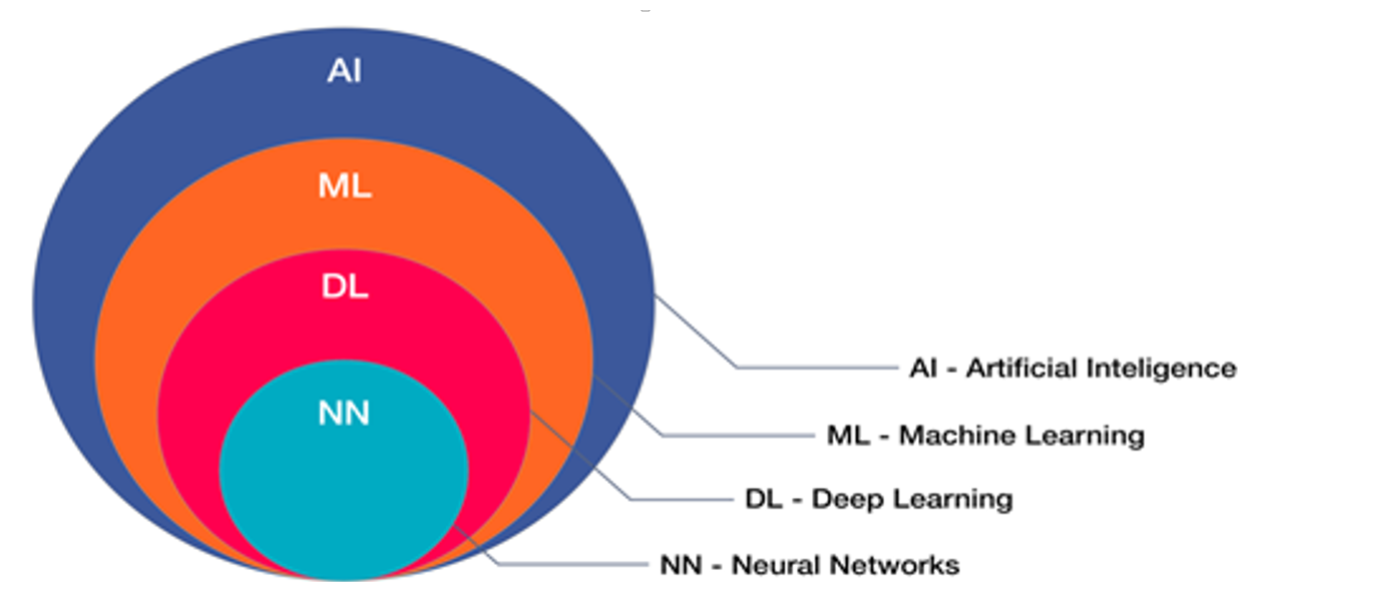 AI
ML
DL
NN
AI - Artificial Inteligence
ML - Machine Learning
DL - Deep Learning
NN - Neural Networks